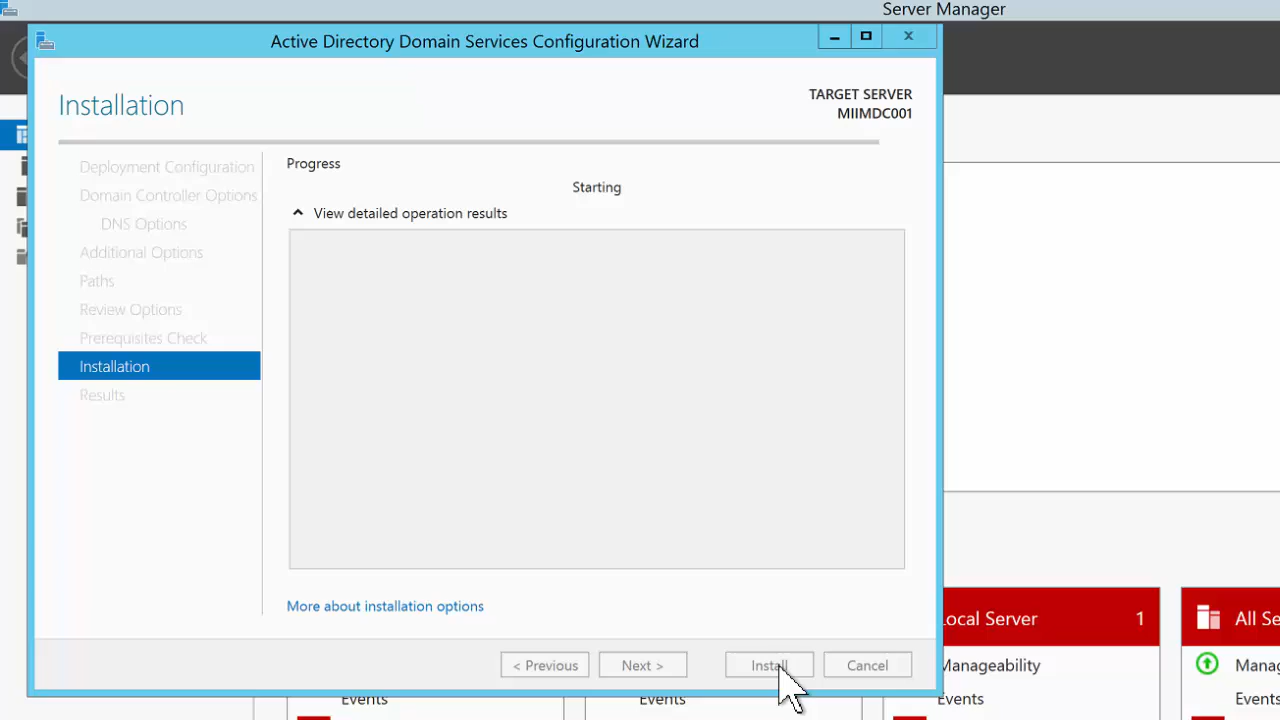 Server Manager
Active Directory Domain Services Configuration Wizard
Installation
TARGET SERVER
MIIMDC001
Deployment Configuration
Domain Controller Options
DNS Options
Additional Options
Paths
Review Options
Prerequisites Check
Installation
Results
Progress
Starting
View detailed operation results
More about installation options
< Previous
Next >
Install
Cancel
ocal Server 1
Manageability
Events
All Se
Manag
Events
Events
Events